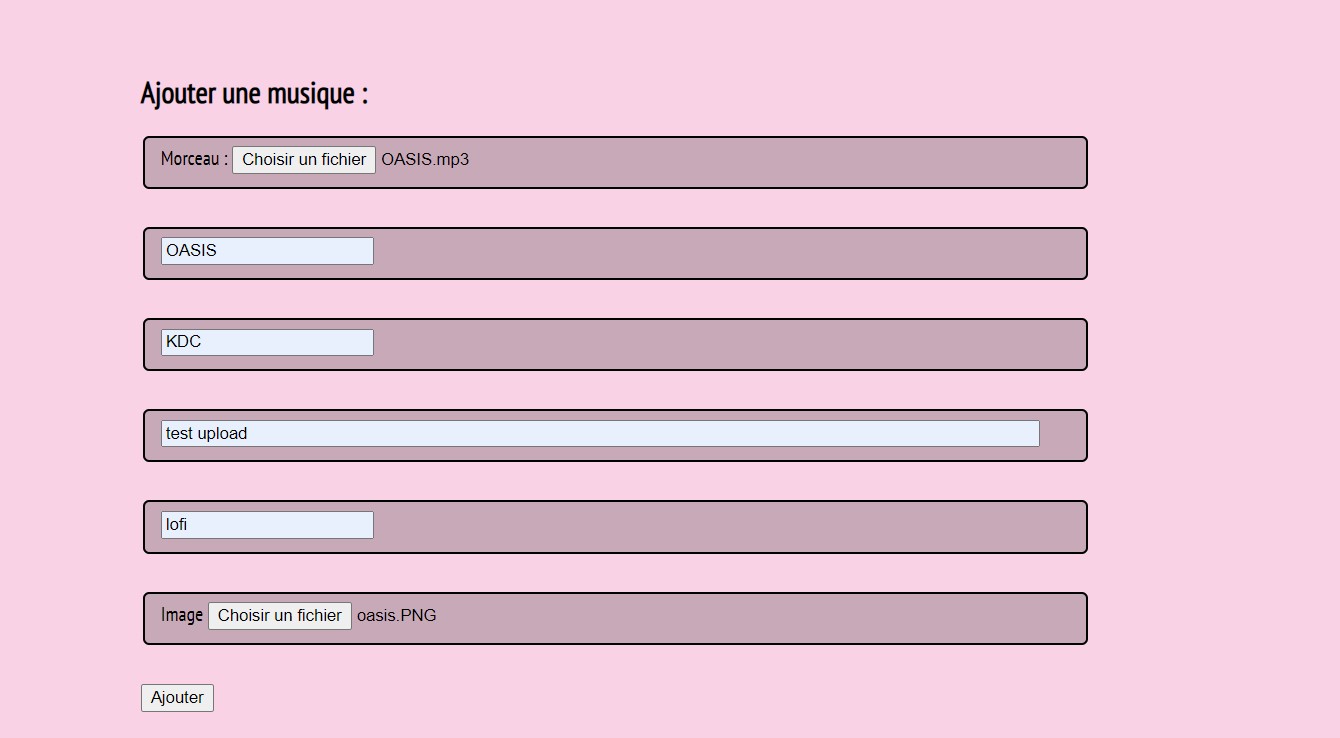 Ajouter une musique :
Morceau : Choisir un fichier OASIS.mp3
OASIS
KDC
test upload
lofi
Image Choisir un fichier oasis.PNG
Ajouter